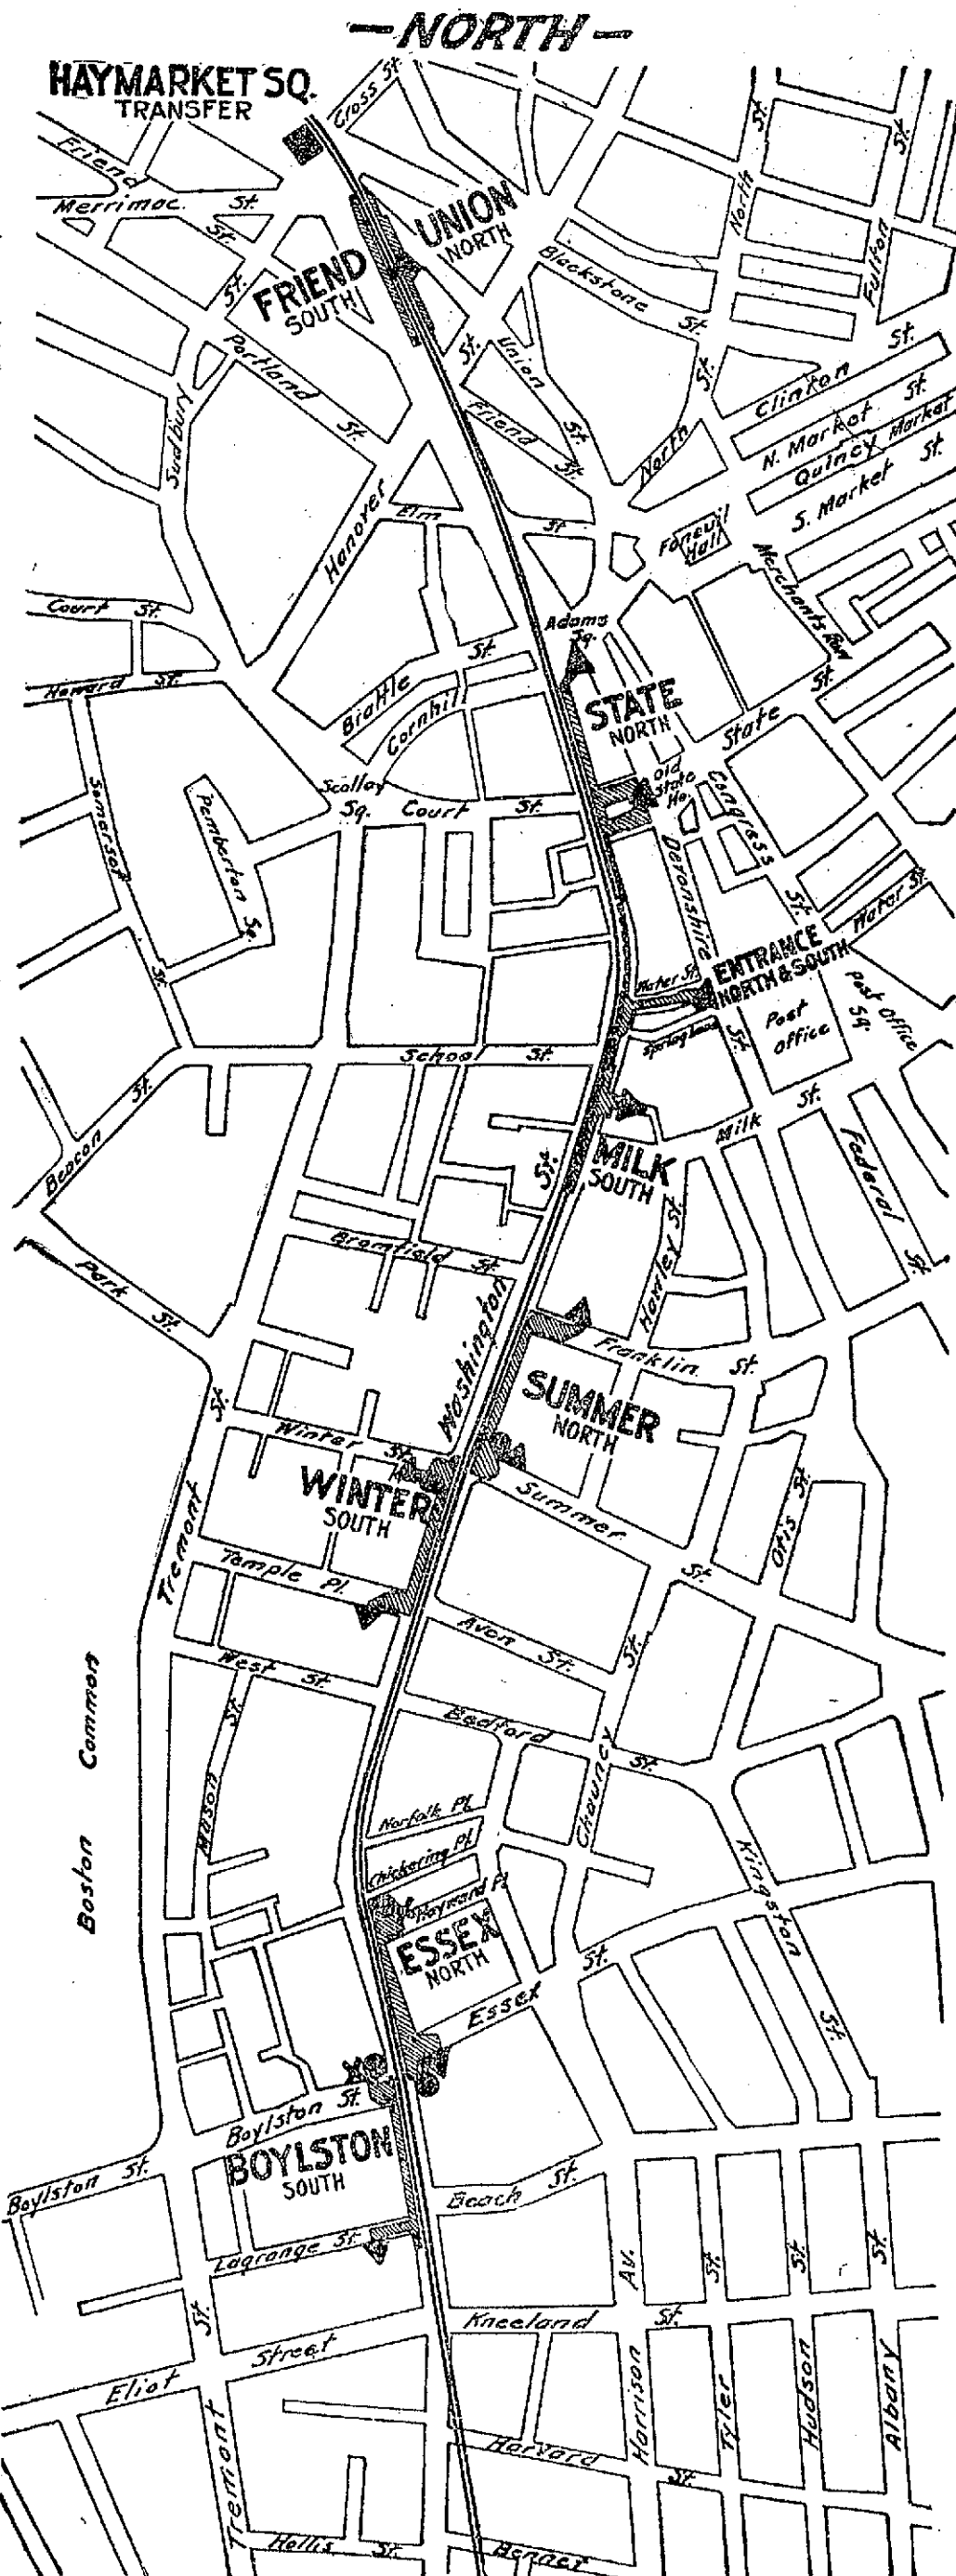 —NORTH—
HAYMARKET SQ.
TRANSFER
Cross St.
Friend
St.
Merrimac.
St.
UNION
NORTH
St.
North
St.
Fulton
St.
FRIEND
SOUTH
Blackstone
St.
Portland
St.
Sudbury
Union
St.
St.
Friend
St.
North
St.
Clinton
St.
N. Market
St.
Quincy Market
S. Market
St.
Hanover
Elm
St.
Faneuil
Hall
Merchants Row
Court St.
Howard St.
Adams
Sq.
Brattle
St.
Cornhill
STATE
NORTH
State
St.
Scollay
Sq.
Court
St.
Old
State
Ho.
Congress
St.
Somerset
St.
Pemberton
Sq.
Devonshire
St.
Water St.
Water St.
ENTRANCE
NORTH & SOUTH
Post
Office
Post Office
Sq.
School St.
Beacon
St.
Milk
St.
MILK
SOUTH
Federal
St.
Hawley
St.
Bromfield
St.
Park
St.
Washington
St.
Franklin
St.
SUMMER
NORTH
Winter
St.
WINTER
SOUTH
Summer
St.
Otis
St.
Tremont
St.
Temple Pl.
Avon
St.
West
St.
Boston Common
Bedford
St.
Mason
St.
Chauncy
St.
Norfolk Pl.
Chickering Pl.
Hayward Pl.
Kingston
St.
ESSEX
NORTH
Essex
St.
Boylston St.
BOYLSTON
SOUTH
Boylston St.
Beach
St.
Lagrange St.
Kneeland
St.
Eliot
Street
Tremont
St.
Harrison
Av.
Tyler
St.
Hudson
St.
Albany
St.
Harvard
St.
Hollis
St.
Bennet